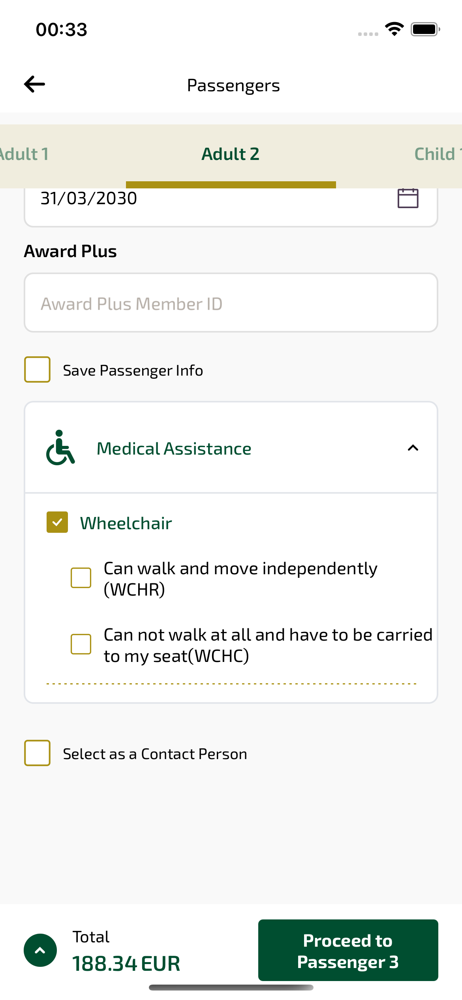 00:33
Passengers
Adult 1
Adult 2
Child 1
31/03/2030
Award Plus
Award Plus Member ID
Save Passenger Info
Medical Assistance
Wheelchair
Can walk and move independently
(WCHR)
Can not walk at all and have to be carried
to my seat(WCHC)
Select as a Contact Person
Total
188.34 EUR
Proceed to
Passenger 3